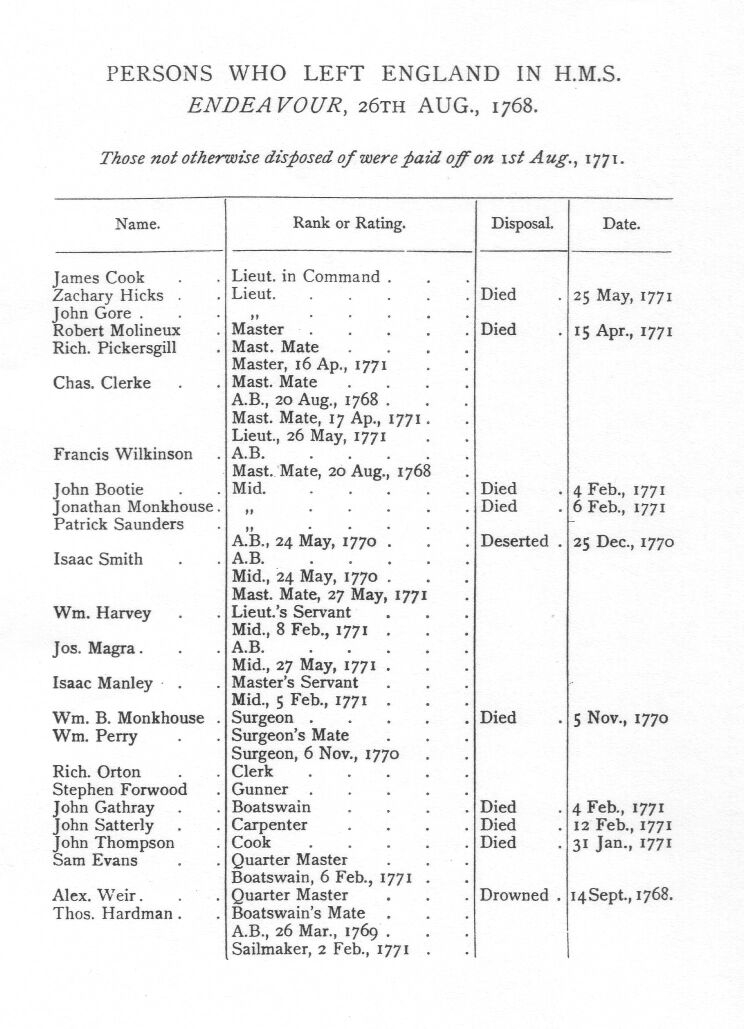 PERSONS WHO LEFT ENGLAND IN H.M.S.
ENDEAVOUR, 26TH AUG., 1768.
Those not otherwise disposed of were paid off on 1st Aug., 1771.
Name. Rank or Rating. Disposal. Date.
James Cook . . Lieut. in Command . . .
Zachary Hicks . . Lieut. . . . . . Died . 25 May, 1771
John Gore . . . „ . . . . .
Robert Molineux . Master . . . . . Died . 15 Apr., 1771
Rich. Pickersgill . Mast. Mate . . . .
Master, 16 Ap., 1771 . .
Chas. Clerke . . Mast. Mate . . . .
A.B., 20 Aug., 1768 . . .
Mast. Mate, 17 Ap., 1771 . .
Lieut., 26 May, 1771 . .
Francis Wilkinson . A.B. . . . . .
Mast. Mate, 20 Aug., 1768 .
John Bootie . . Mid. . . . . . Died . 4 Feb., 1771
Jonathan Monkhouse . „ . . . . . Died . 6 Feb., 1771
Patrick Saunders . „ . . . . .
A.B., 24 May, 1770 . . . Deserted . 25 Dec., 1770
Isaac Smith . . A.B. . . . . .
Mid., 24 May, 1770 . . .
Mast. Mate, 27 May, 1771 .
Wm. Harvey . . Lieut.'s Servant . . .
Mid., 8 Feb., 1771 . . .
Jos. Magra . . . A.B. . . . . .
Mid., 27 May, 1771 . . .
Isaac Manley . . Master's Servant . . .
Mid., 5 Feb., 1771 . . .
Wm. B. Monkhouse . Surgeon . . . . . Died . 5 Nov., 1770
Wm. Perry . . Surgeon's Mate . . .
Surgeon, 6 Nov., 1770 . .
Rich. Orton . . Clerk . . . . .
Stephen Forwood . Gunner . . . . .
John Gathray . . Boatswain . . . . Died . 4 Feb., 1771
John Satterly . . Carpenter . . . . Died . 12 Feb., 1771
John Thompson . Cook . . . . . Died . 31 Jan., 1771
Sam Evans . . Quarter Master . . .
Boatswain, 6 Feb., 1771 . .
Alex. Weir . . . Quarter Master . . . Drowned . 14 Sept., 1768.
Thos. Hardman . . Boatswain's Mate . . .
A.B., 26 Mar., 1769 . . .
Sailmaker, 2 Feb., 1771 . .